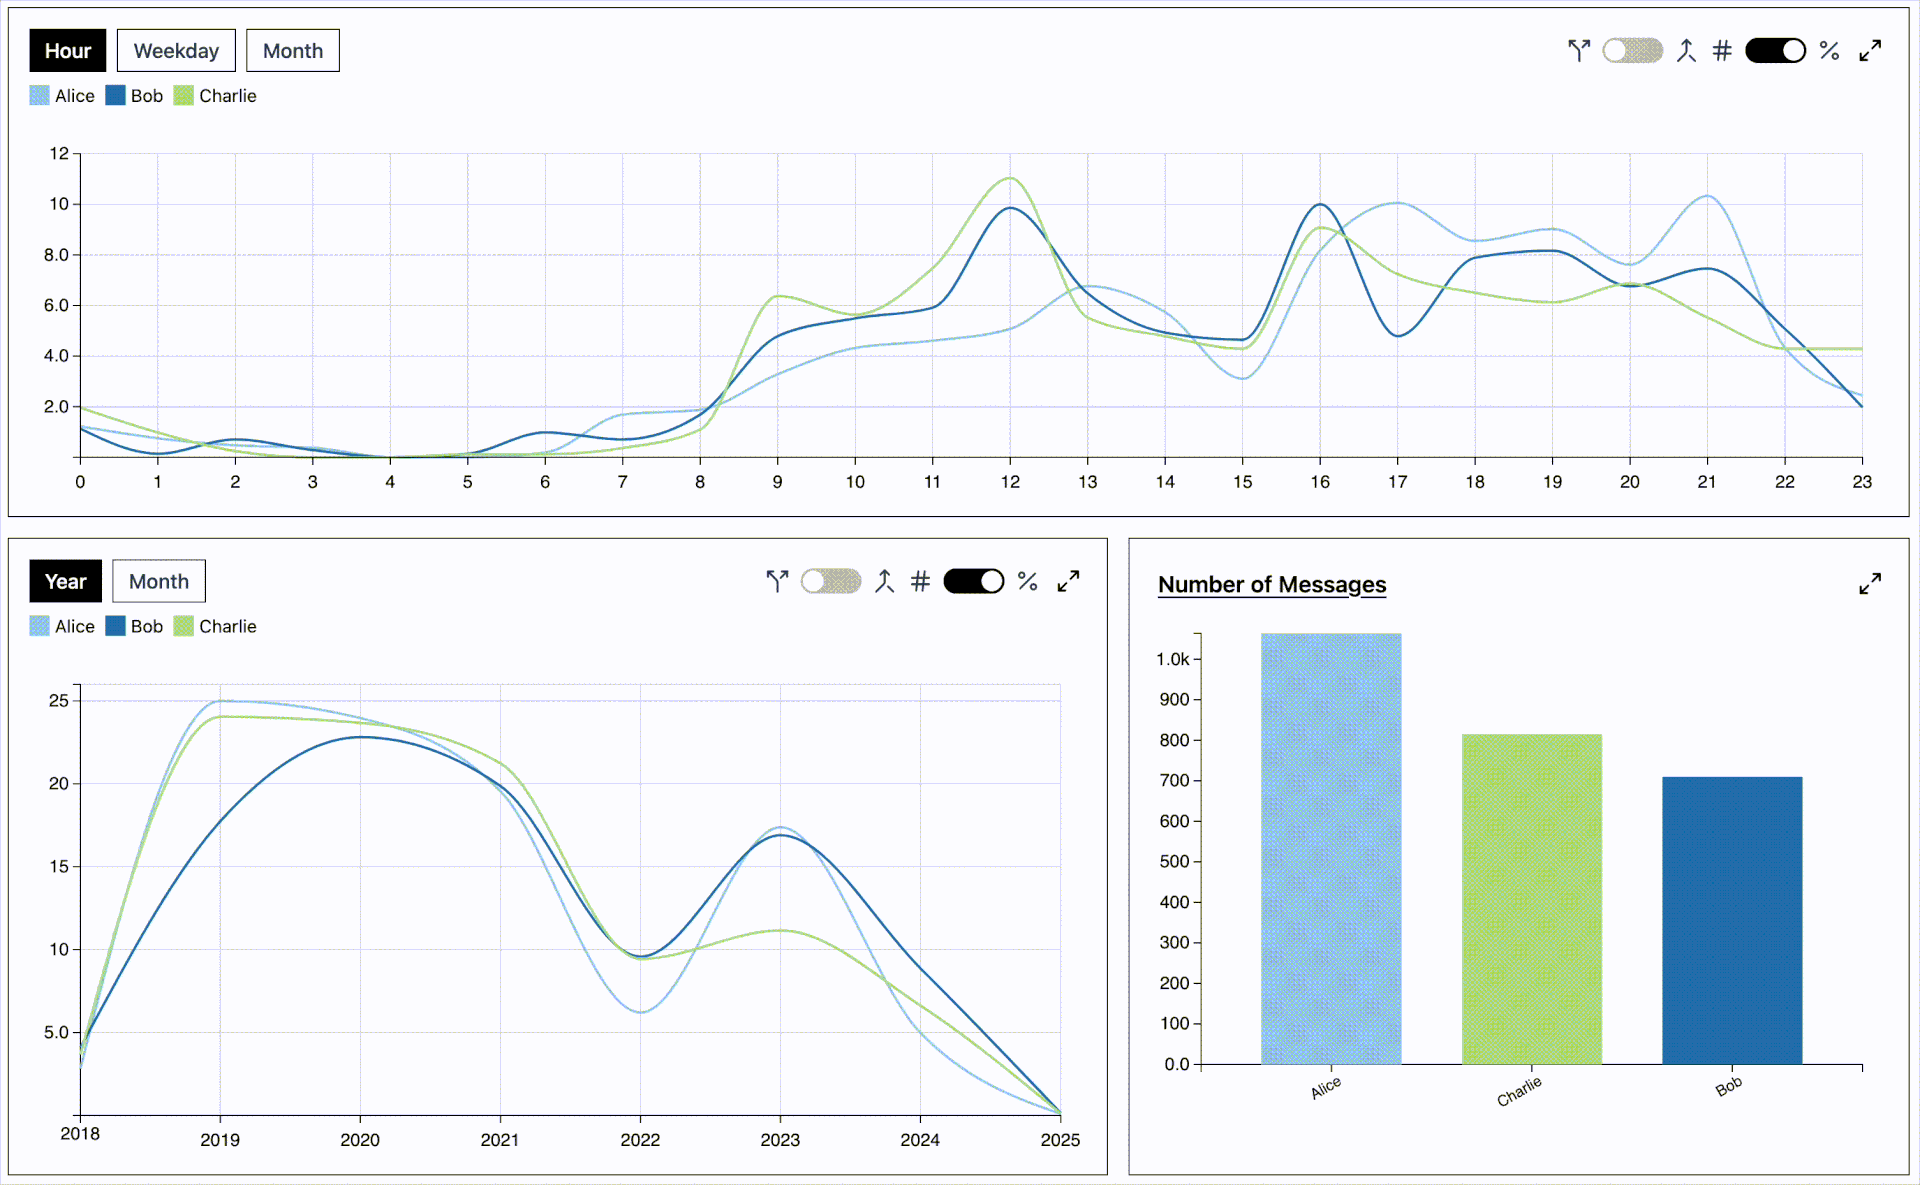 Hour Weekday Month # %
Alice Bob Charlie
12
10
8.0
6.0
4.0
2.0
0 1 2 3 4 5 6 7 8 9 10 11 12 13 14 15 16 17 18 19 20 21 22 23
Year Month # %
Alice Bob Charlie
25
20
15
10
5.0
2018 2019 2020 2021 2022 2023 2024 2025
Number of Messages
1.0k
900
800
700
600
500
400
300
200
100
0.0
Alice Charlie Bob